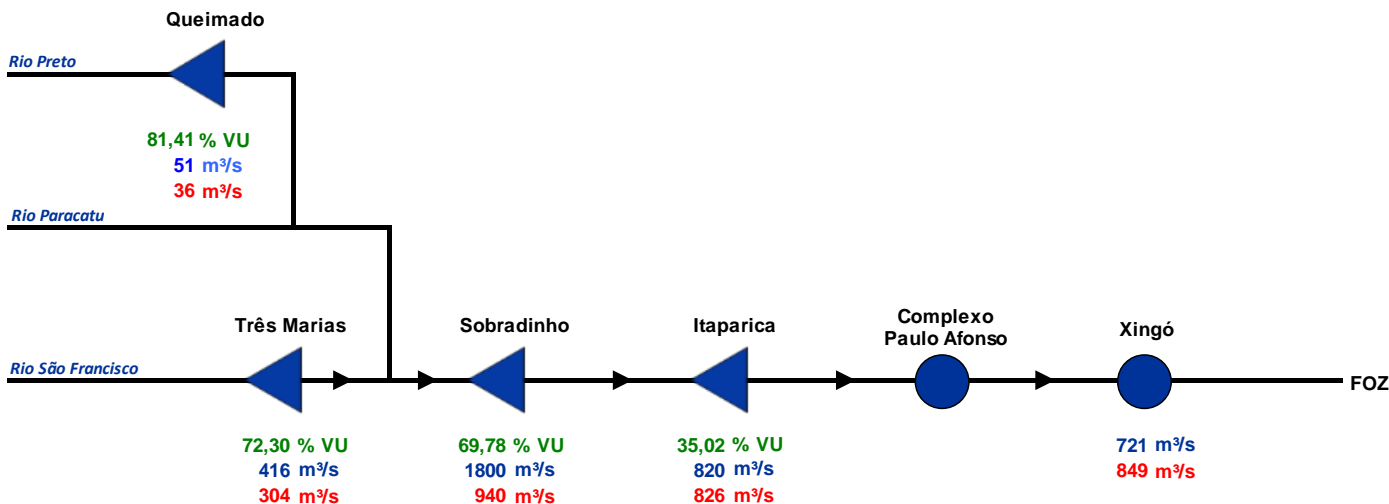 Queimado
Rio Preto
81,41 % VU
51 m³/s
36 m³/s
Rio Paracatu
Três Marias
Sobradinho
Itaparica
Complexo
Paulo Afonso
Xingó
Rio São Francisco
FOZ
72,30 % VU
416 m³/s
304 m³/s
69,78 % VU
1800 m³/s
940 m³/s
35,02 % VU
820 m³/s
826 m³/s
721 m³/s
849 m³/s